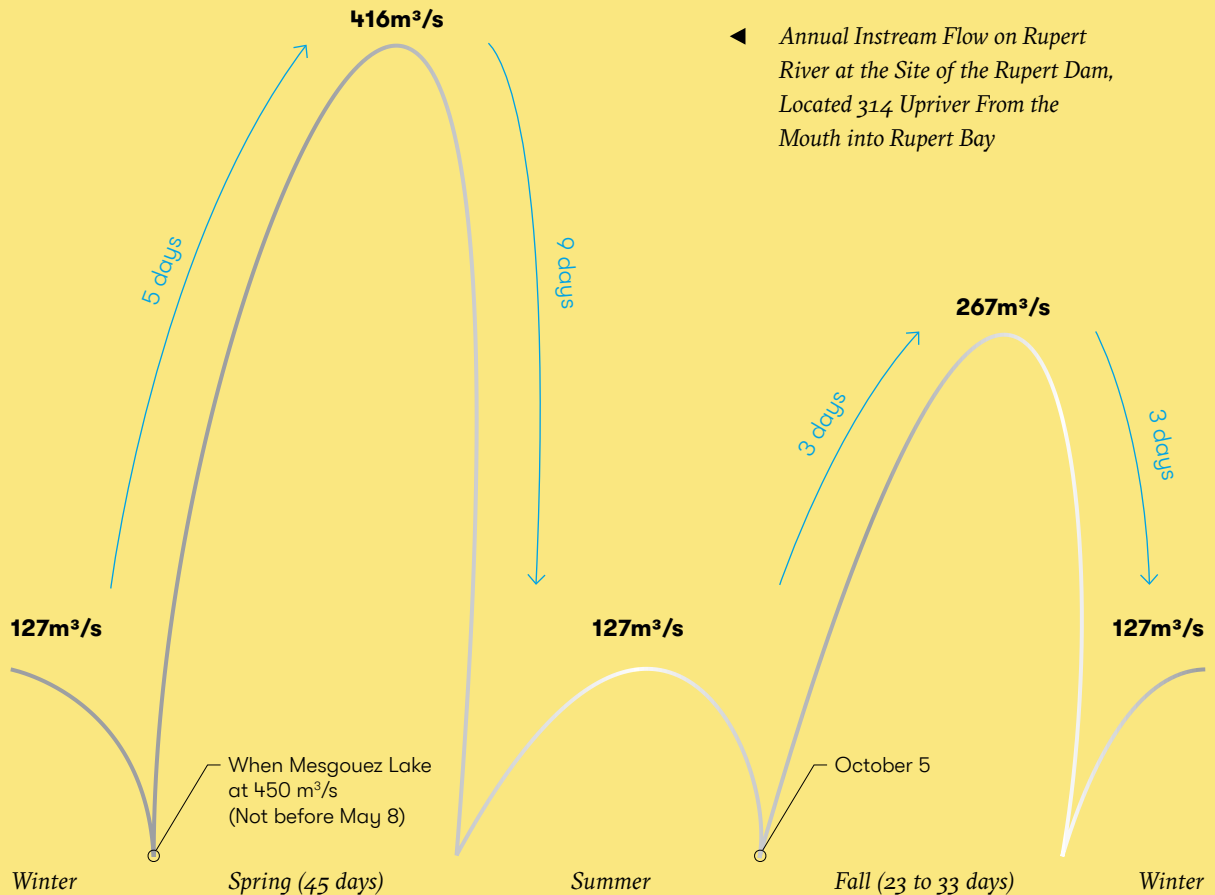 416m³/s
◄ Annual Instream Flow on Rupert
River at the Site of the Rupert Dam,
Located 314 Upriver From the
Mouth into Rupert Bay
5 days
9 days
267m³/s
3 days
3 days
127m³/s
127m³/s
127m³/s
When Mesgouez Lake
at 450 m³/s
(Not before May 8)
October 5
Winter
Spring (45 days)
Summer
Fall (23 to 33 days)
Winter